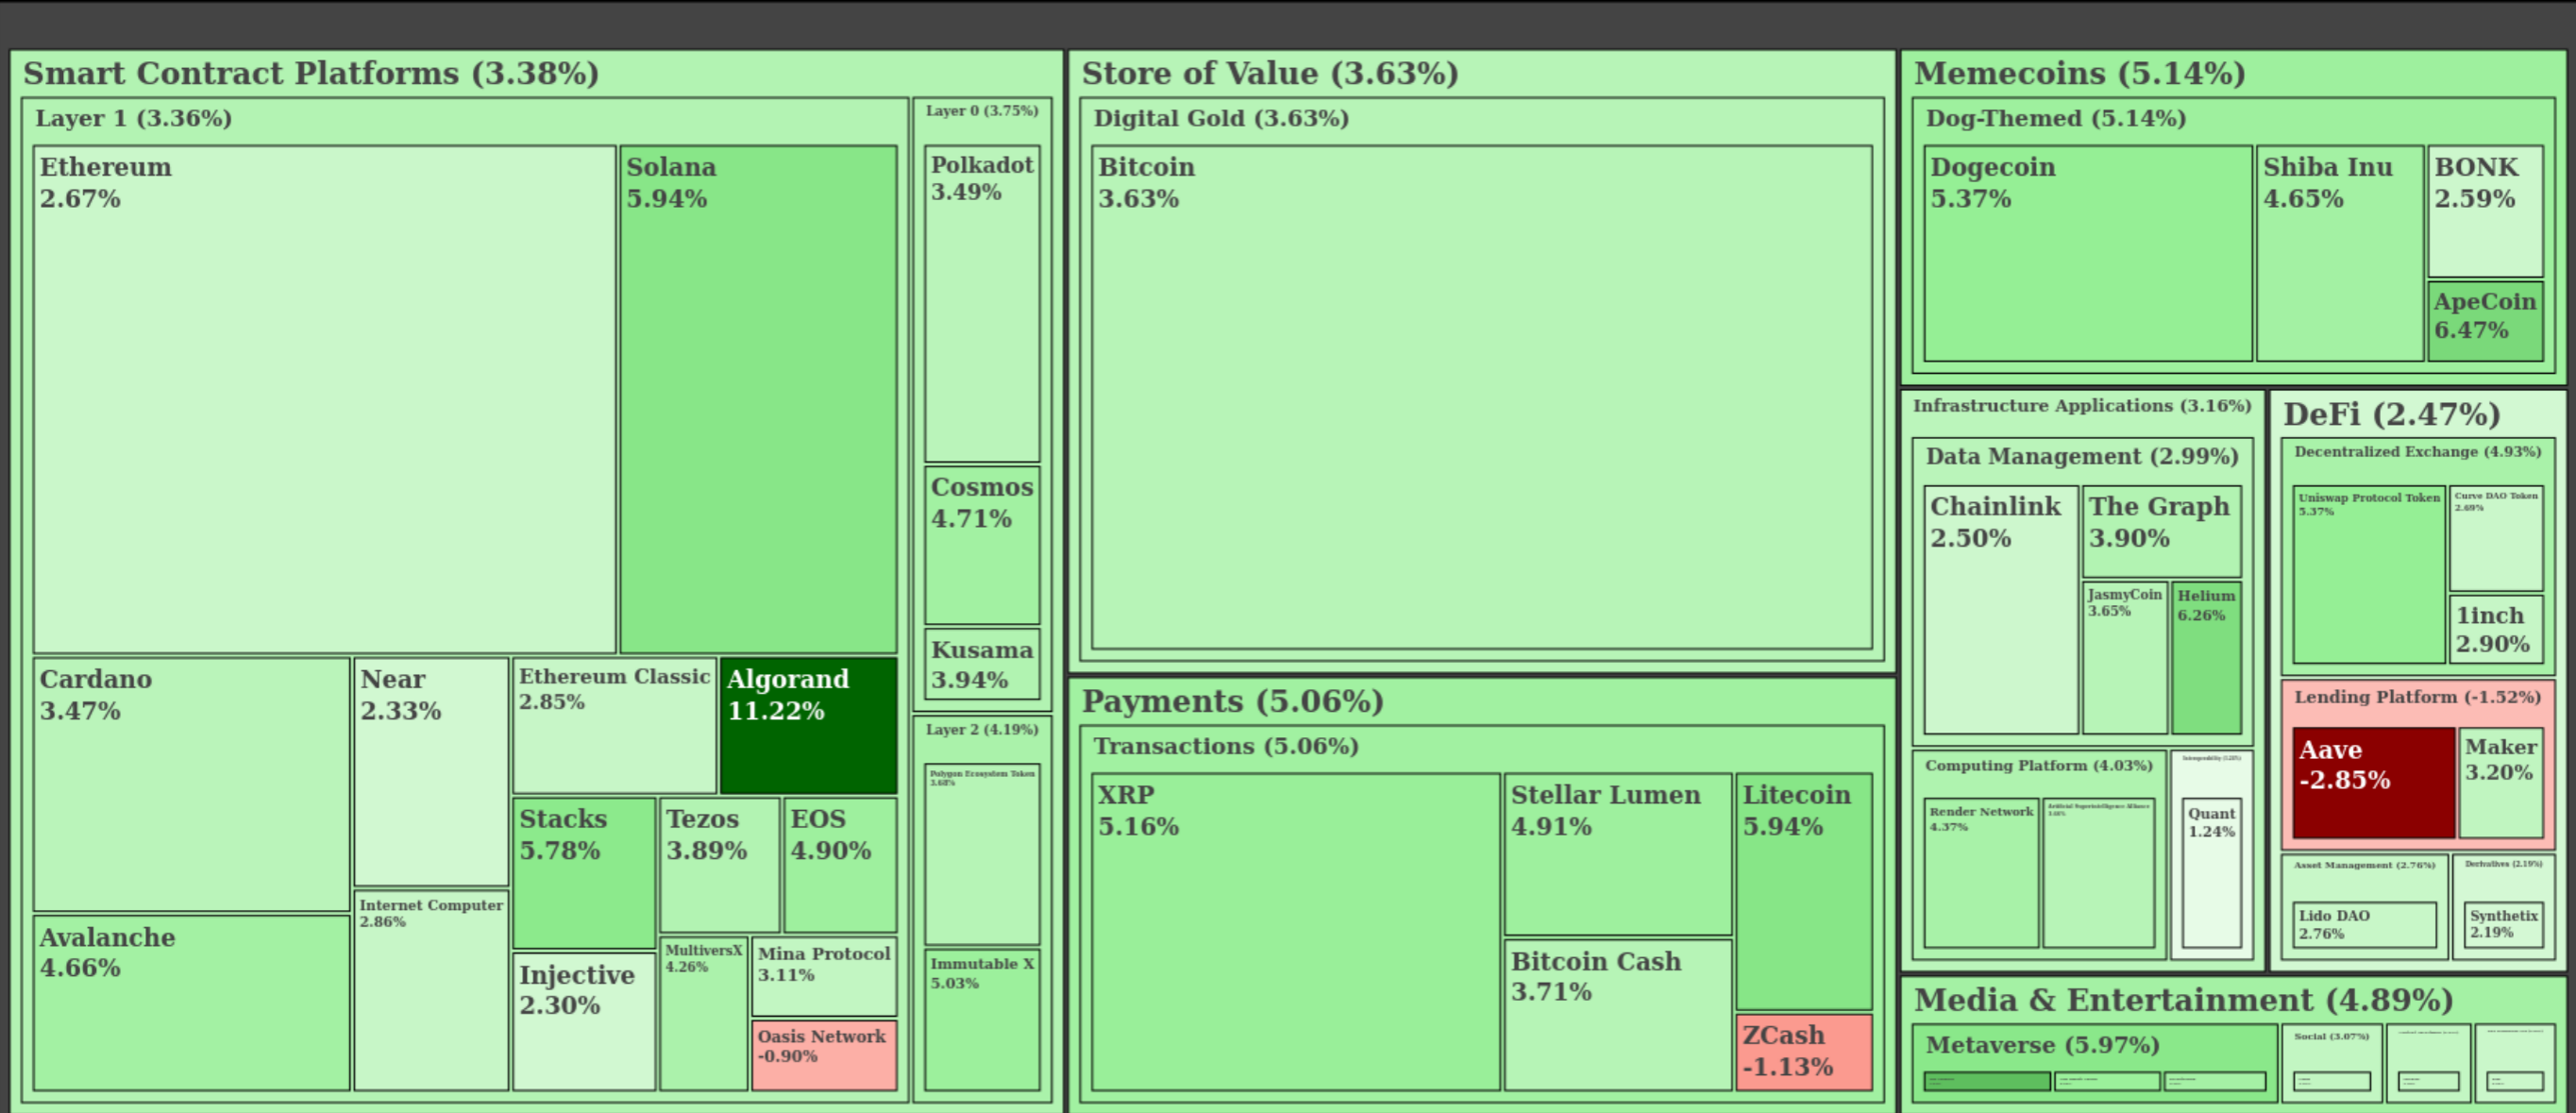 Smart Contract Platforms (3.38%)
Layer 1 (3.36%)
Ethereum
2.67%
Solana
5.94%
Cardano
3.47%
Avalanche
4.66%
Near
2.33%
Internet Computer
2.86%
Ethereum Classic
2.85%
Algorand
11.22%
Stacks
5.78%
Injective
2.30%
Tezos
3.89%
EOS
4.90%
MultiversX
4.26%
Mina Protocol
3.11%
Oasis Network
-0.90%
Layer 0 (3.75%)
Polkadot
3.49%
Cosmos
4.71%
Kusama
3.94%
Layer 2 (4.19%)
Polygon Ecosystem Token
3.68%
Immutable X
5.03%
Store of Value (3.63%)
Digital Gold (3.63%)
Bitcoin
3.63%
Payments (5.06%)
Transactions (5.06%)
XRP
5.16%
Stellar Lumen
4.91%
Bitcoin Cash
3.71%
Litecoin
5.94%
ZCash
-1.13%
Memecoins (5.14%)
Dog-Themed (5.14%)
Dogecoin
5.37%
Shiba Inu
4.65%
BONK
2.59%
ApeCoin
6.47%
Infrastructure Applications (3.16%)
Data Management (2.99%)
Chainlink
2.50%
The Graph
3.90%
JasmyCoin
3.65%
Helium
6.26%
Computing Platform (4.03%)
Render Network
4.37%
Artificial Superintelligence Alliance
Interoperability
Quant
1.24%
DeFi (2.47%)
Decentralized Exchange (4.93%)
Uniswap Protocol Token
5.37%
Curve DAO Token
2.69%
1inch
2.90%
Lending Platform (-1.52%)
Aave
-2.85%
Maker
3.20%
Asset Management (2.76%)
Lido DAO
2.76%
Derivatives (2.19%)
Synthetix
2.19%
Media & Entertainment (4.89%)
Metaverse (5.97%)
Social (3.07%)